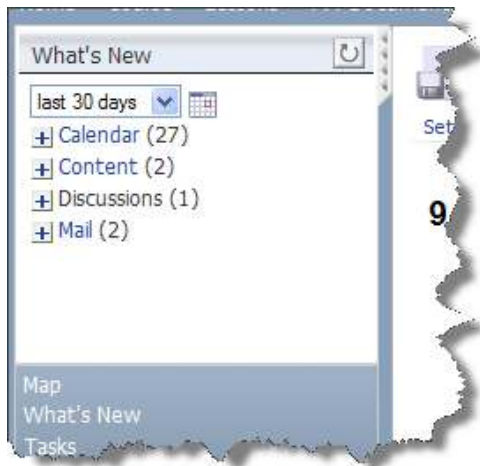 What's New
last 30 days
Calendar (27)
Content (2)
Discussions (1)
Mail (2)
Set
9
Map
What's New
Tasks